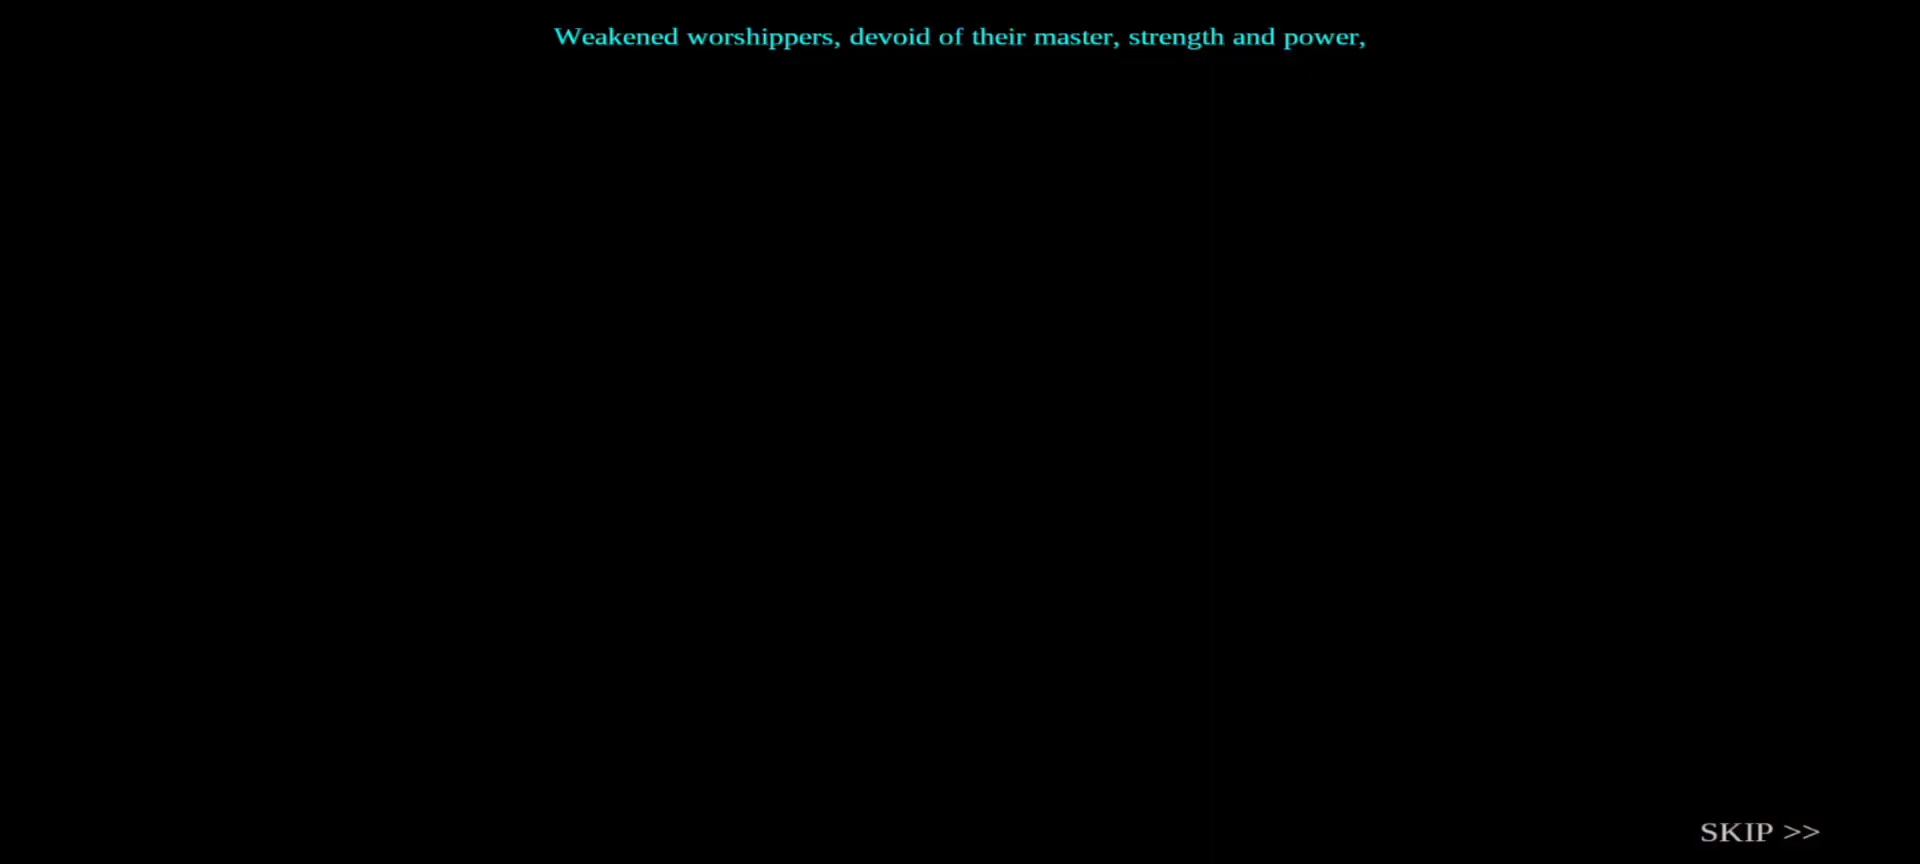 Weakened worshippers, devoid of their master, strength and power,
SKIP >>